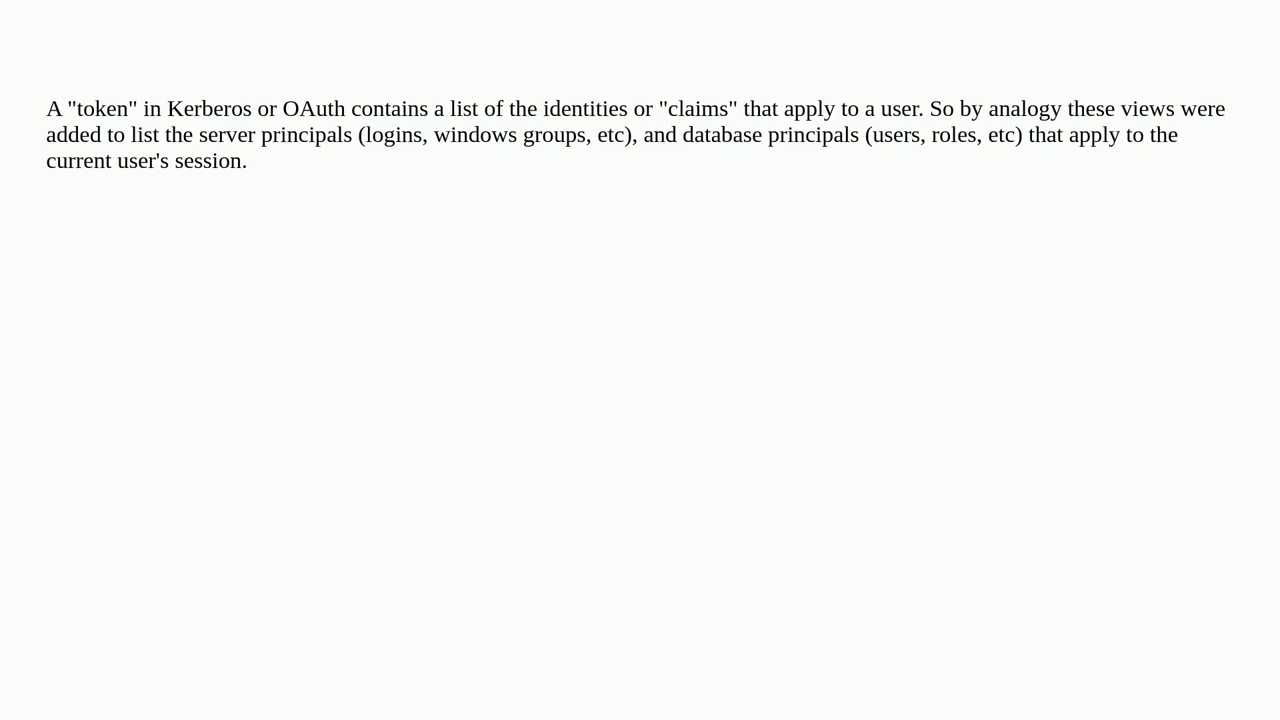 A "token" in Kerberos or OAuth contains a list of the identities or "claims" that apply to a user. So by analogy these views were
added to list the server principals (logins, windows groups, etc), and database principals (users, roles, etc) that apply to the
current user's session.